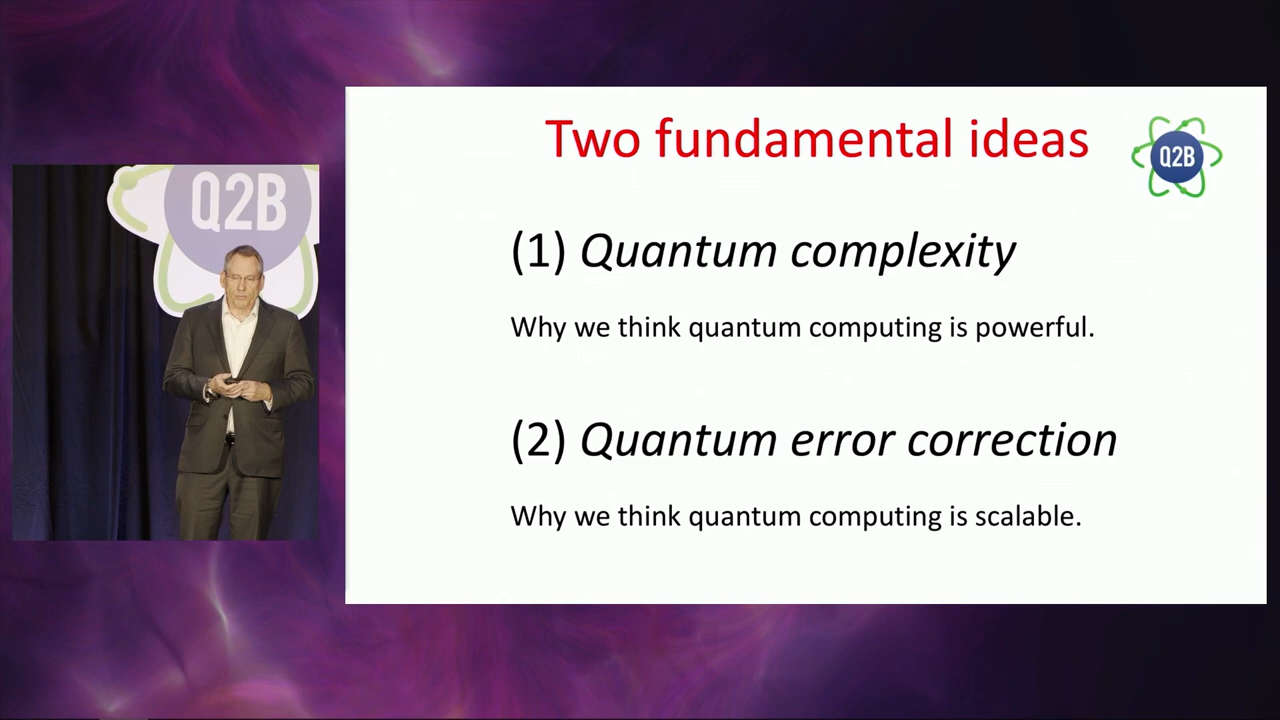 Q2B
Two fundamental ideas
Q2B
(1) Quantum complexity
Why we think quantum computing is powerful.
(2) Quantum error correction
Why we think quantum computing is scalable.